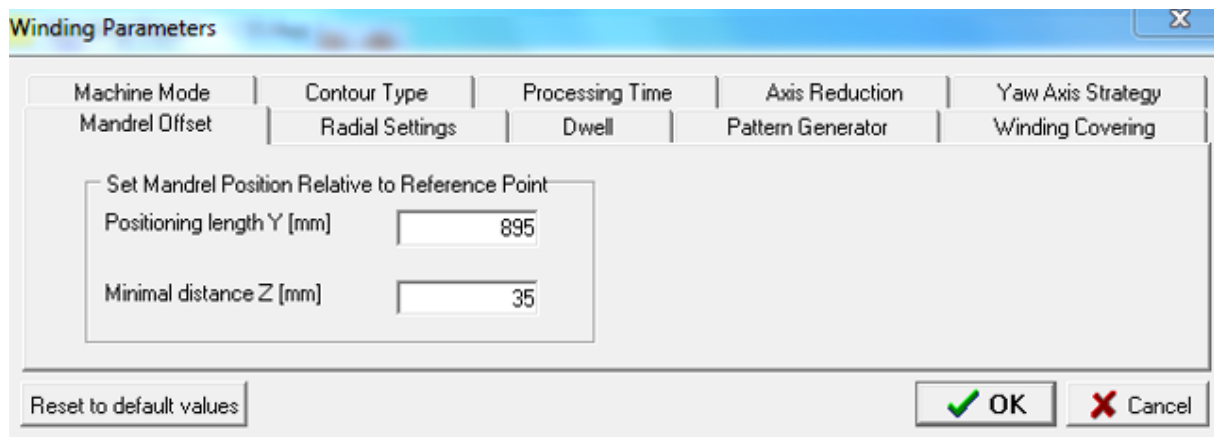 Winding Parameters
Machine Mode Contour Type Processing Time Axis Reduction Yaw Axis Strategy
Mandrel Offset Radial Settings Dwell Pattern Generator Winding Covering
Set Mandrel Position Relative to Reference Point
Positioning length Y [mm] 895
Minimal distance Z [mm] 35
Reset to default values OK Cancel